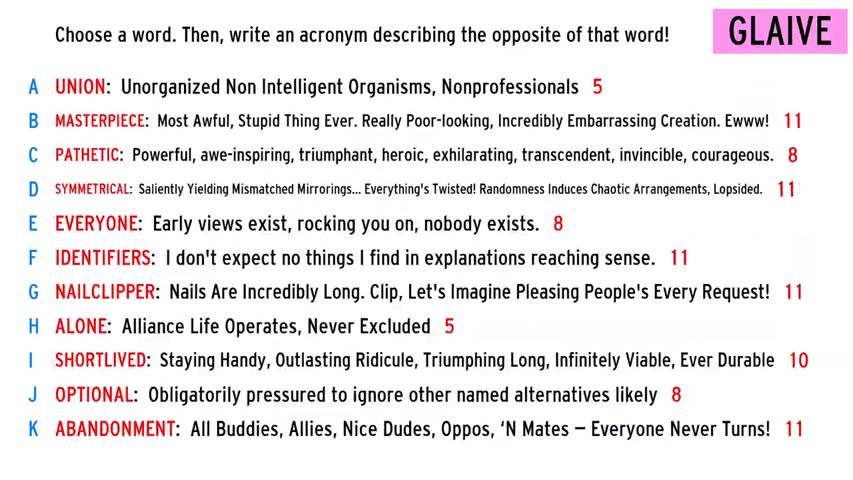 Choose a word. Then, write an acronym describing the opposite of that word!
GLAIVE
A UNION: Unorganized Non Intelligent Organisms, Nonprofessionals 5
B MASTERPIECE: Most Awful, Stupid Thing Ever. Really Poor-looking, Incredibly Embarrassing Creation. Ewww! 11
C PATHETIC: Powerful, awe-inspiring, triumphant, heroic, exhilarating, transcendent, invincible, courageous. 8
D SYMMETRICAL: Saliently Yielding Mismatched Mirrorings... Everything's Twisted! Randomness Induces Chaotic Arrangements, Lopsided. 11
E EVERYONE: Early views exist, rocking you on, nobody exists. 8
F IDENTIFIERS: I don't expect no things I find in explanations reaching sense. 11
G NAILCLIPPER: Nails Are Incredibly Long. Clip, Let's Imagine Pleasing People's Every Request! 11
H ALONE: Alliance Life Operates, Never Excluded 5
I SHORTLIVED: Staying Handy, Outlasting Ridicule, Triumphing Long, Infinitely Viable, Ever Durable 10
J OPTIONAL: Obligatorily pressured to ignore other named alternatives likely 8
K ABANDONMENT: All Buddies, Allies, Nice Dudes, Oppos, ‘N Mates – Everyone Never Turns! 11